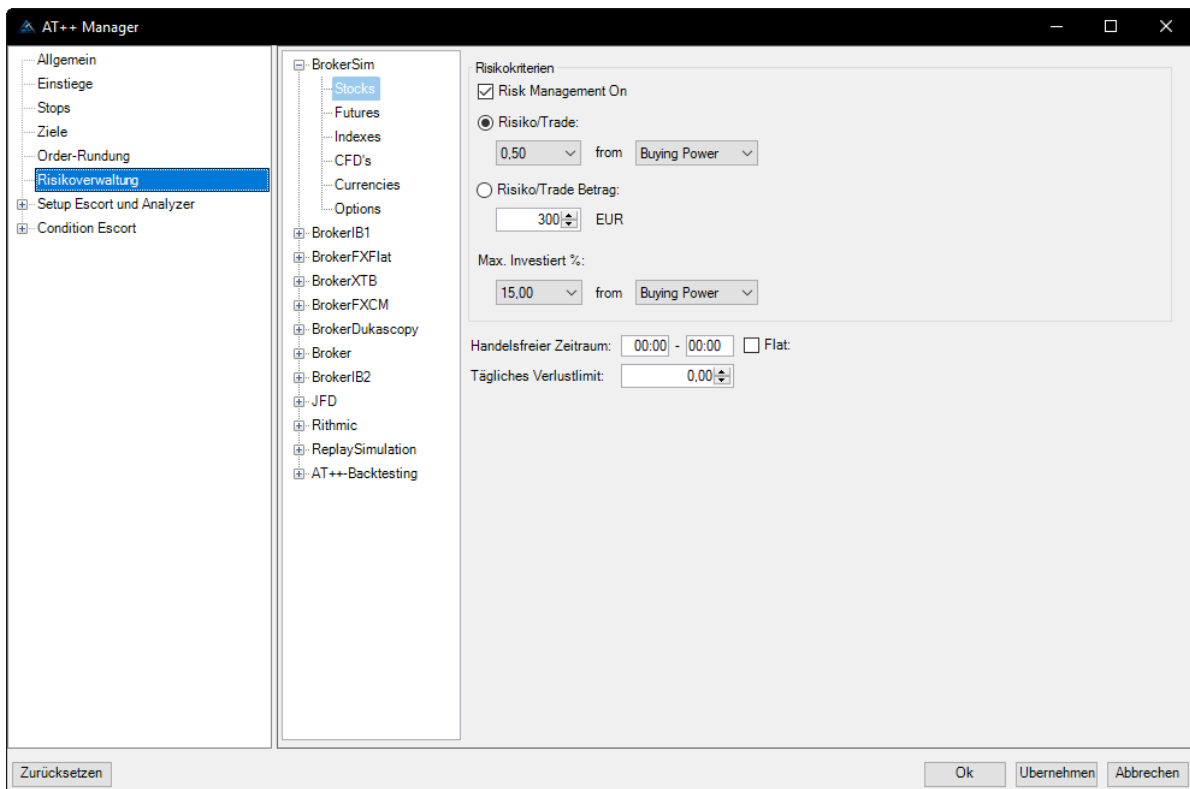 AT++ Manager
Allgemein
Einstiege
Stops
Ziele
Order-Rundung
Risikoverwaltung
Setup Escort und Analyzer
Condition Escort
BrokerSim
Stocks
Futures
Indexes
CFD's
Currencies
Options
BrokerIB1
BrokerFXFlat
BrokerXTB
BrokerFXCM
BrokerDukascopy
Broker
BrokerIB2
JFD
Rithmic
ReplaySimulation
AT++-Backtesting
Risikokriterien
Risk Management On
Risiko/Trade:
0,50 from Buying Power
Risiko/Trade Betrag:
300 EUR
Max. Investiert %:
15,00 from Buying Power
Handelsfreier Zeitraum: 00:00 - 00:00 Flat:
Tägliches Verlustlimit: 0,00
Zurücksetzen Ok Ubernehmen Abbrechen